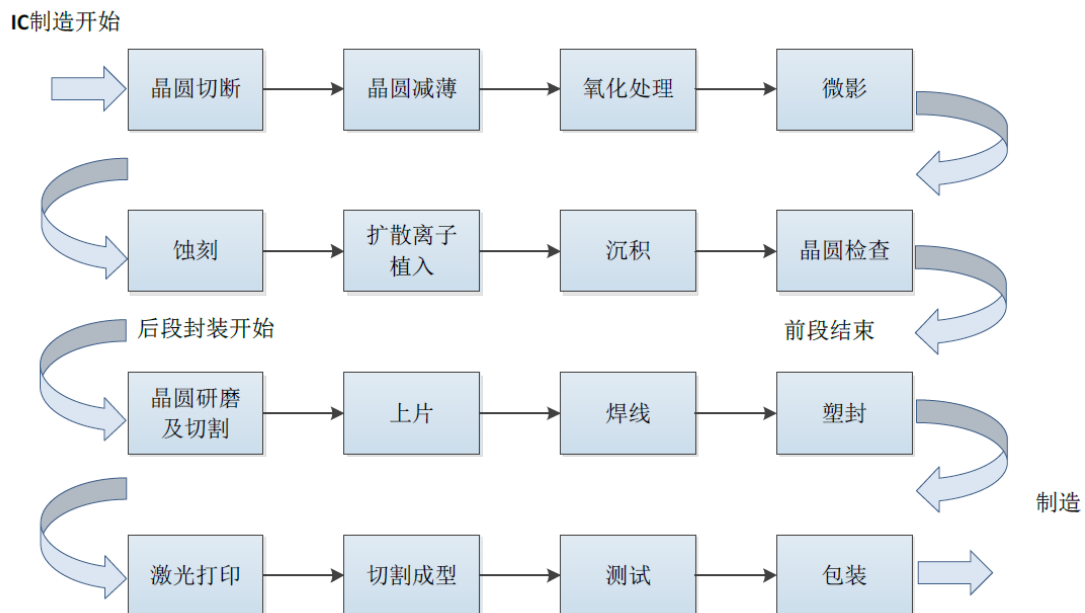 IC制造开始
晶圆切断
晶圆减薄
氧化处理
微影
蚀刻
扩散离子
植入
沉积
晶圆检查
后段封装开始
前段结束
晶圆研磨
及切割
上片
焊线
塑封
制造
激光打印
切割成型
测试
包装